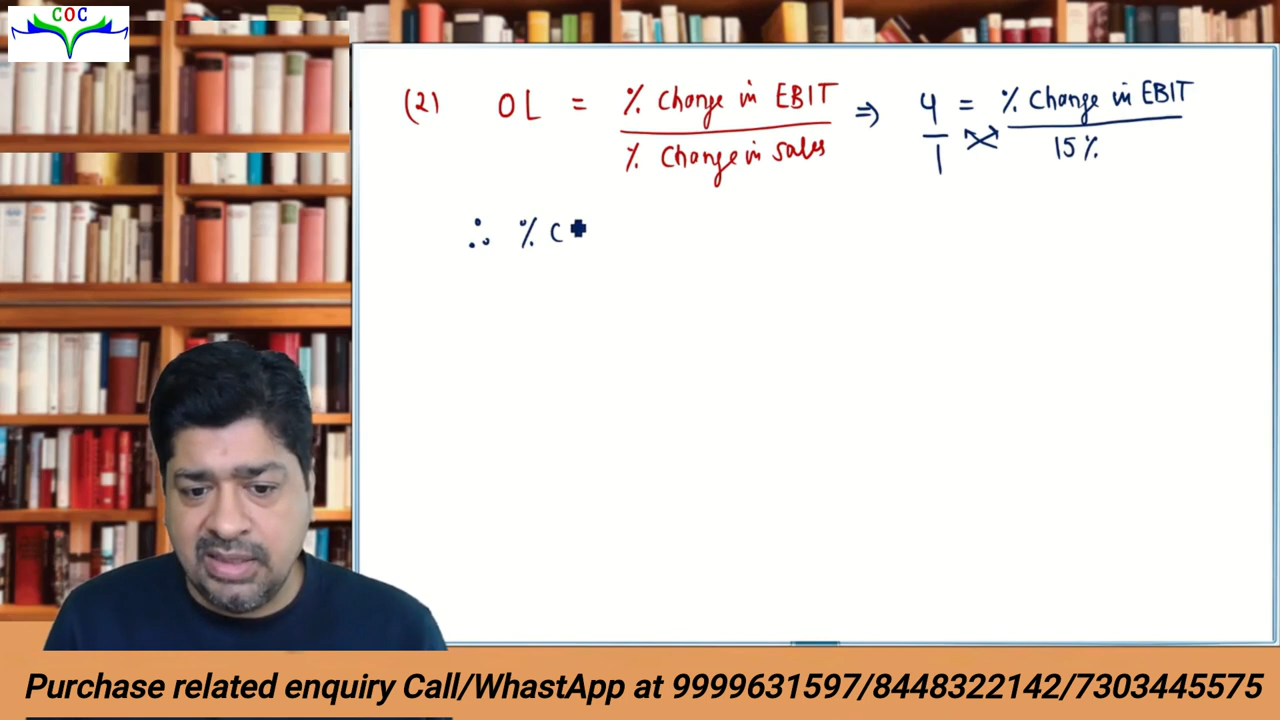 COC
(2) OL = % Change in EBIT / % Change in sales ⇒ 4/1 = % Change in EBIT / 15%
∴ % C
Purchase related enquiry Call/WhastApp at 9999631597/8448322142/7303445575